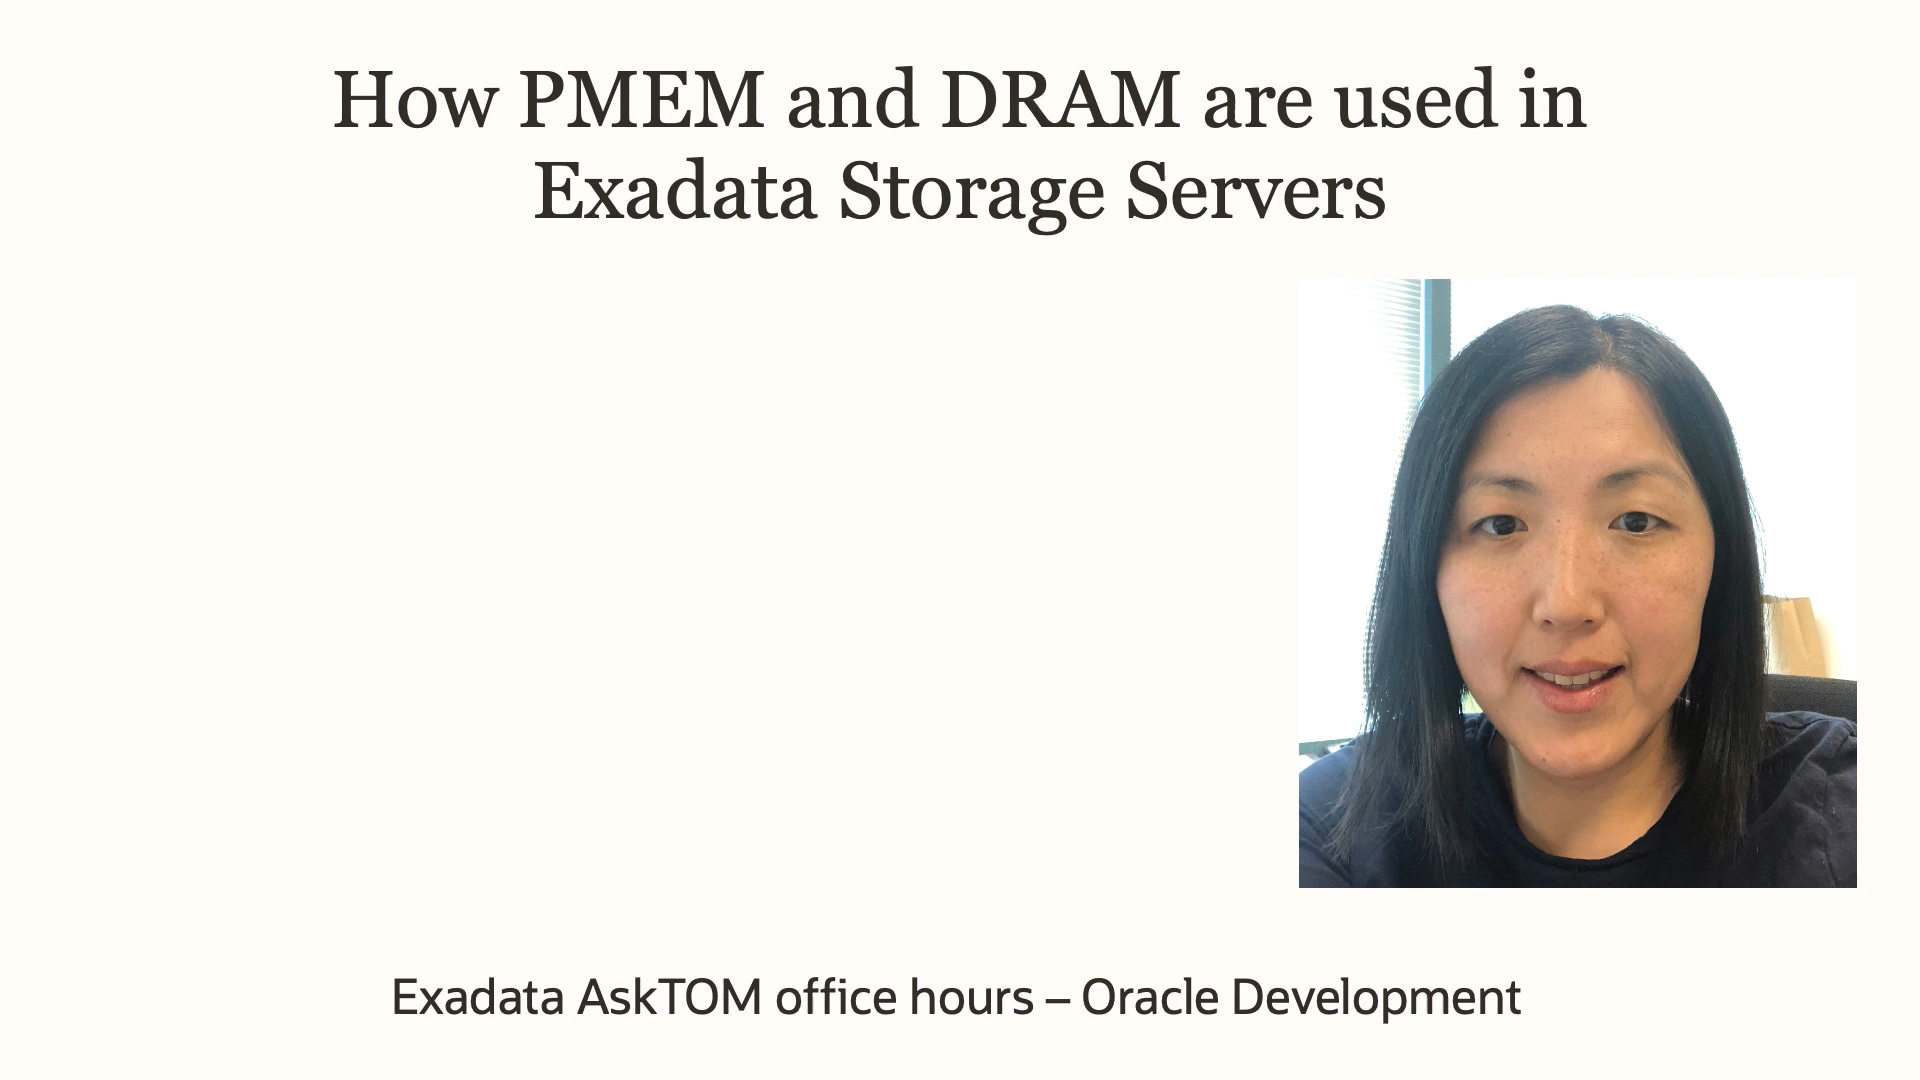 How PMEM and DRAM are used in
Exadata Storage Servers
Exadata AskTOM office hours – Oracle Development